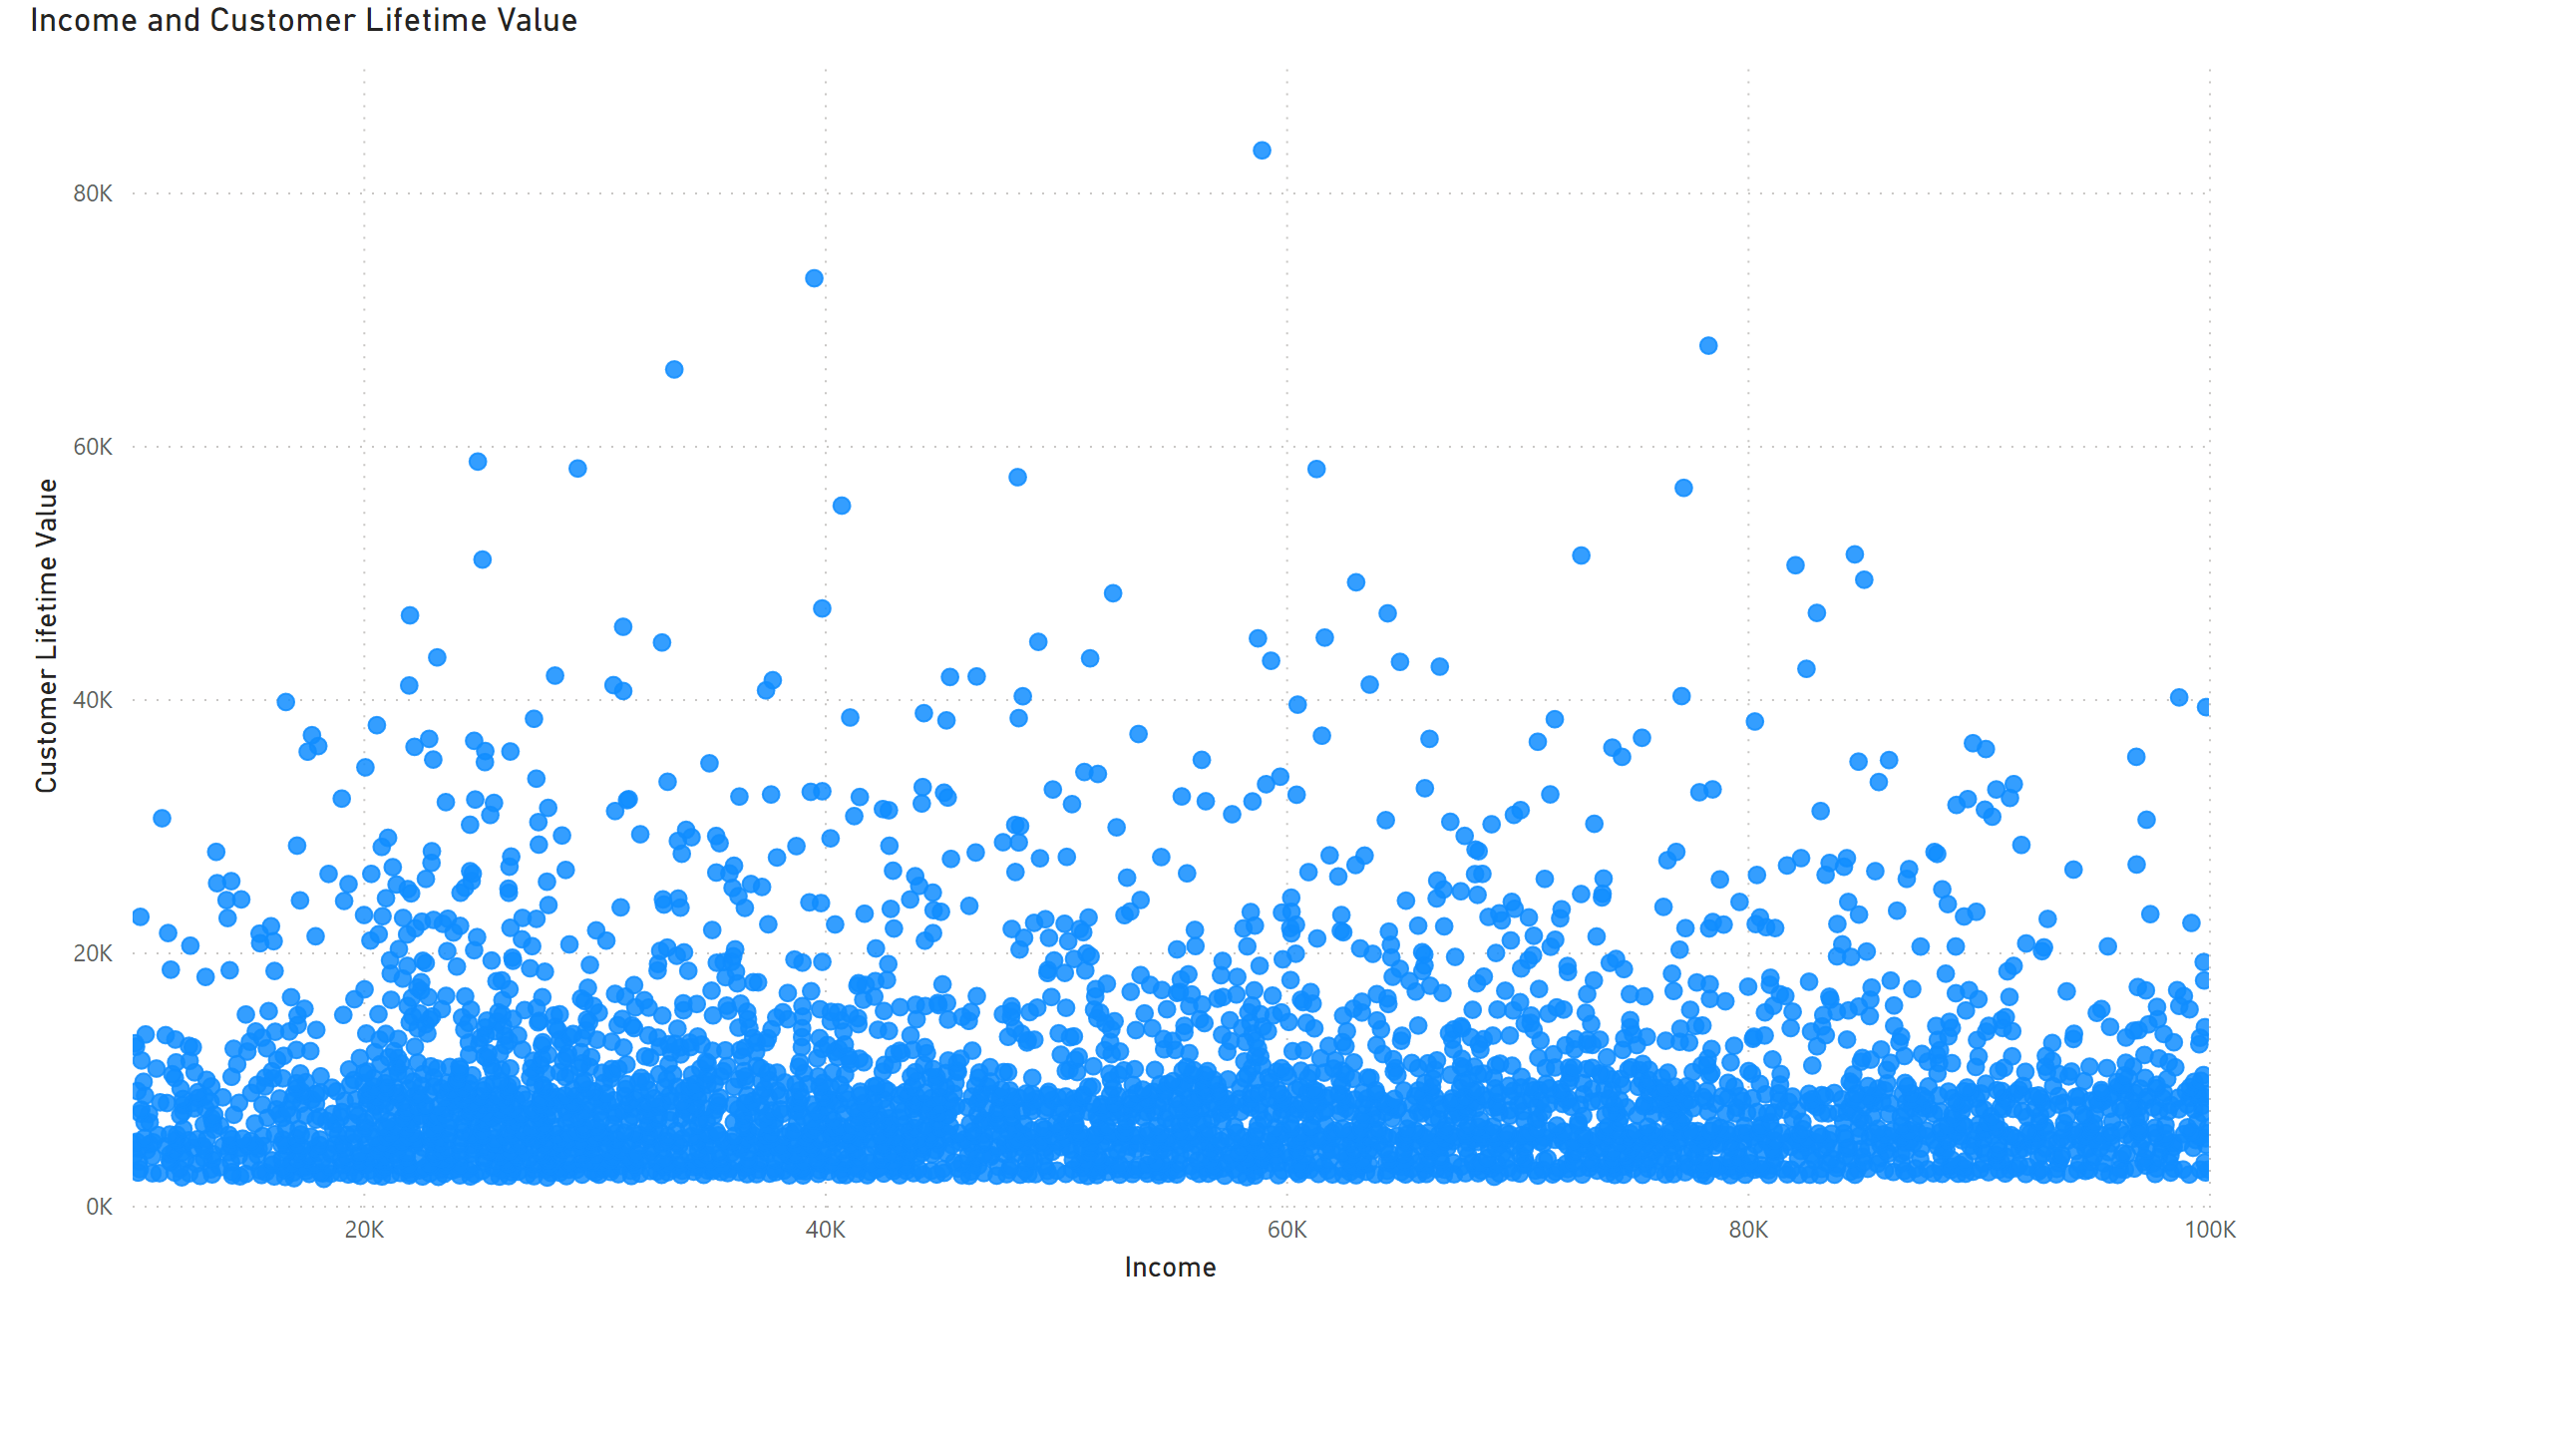 Income and Customer Lifetime Value
80K
60K
40K
20K
0K
Customer Lifetime Value
20K 40K 60K 80K 100K
Income